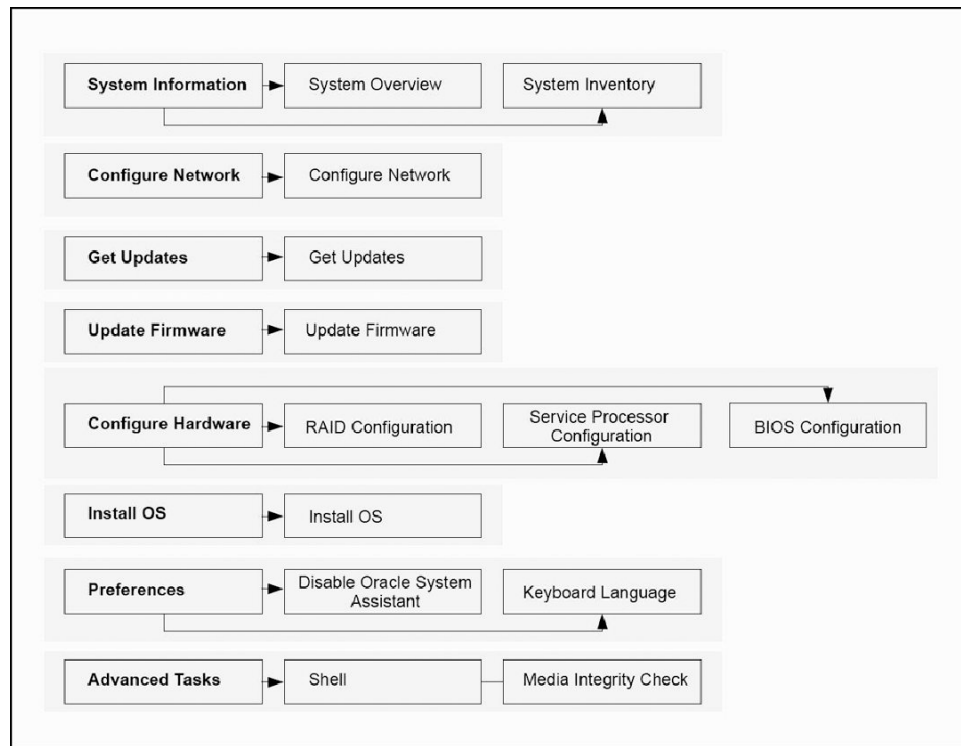 System Information
System Overview
System Inventory
Configure Network
Configure Network
Get Updates
Get Updates
Update Firmware
Update Firmware
Configure Hardware
RAID Configuration
Service Processor
Configuration
BIOS Configuration
Install OS
Install OS
Preferences
Disable Oracle System
Assistant
Keyboard Language
Advanced Tasks
Shell
Media Integrity Check